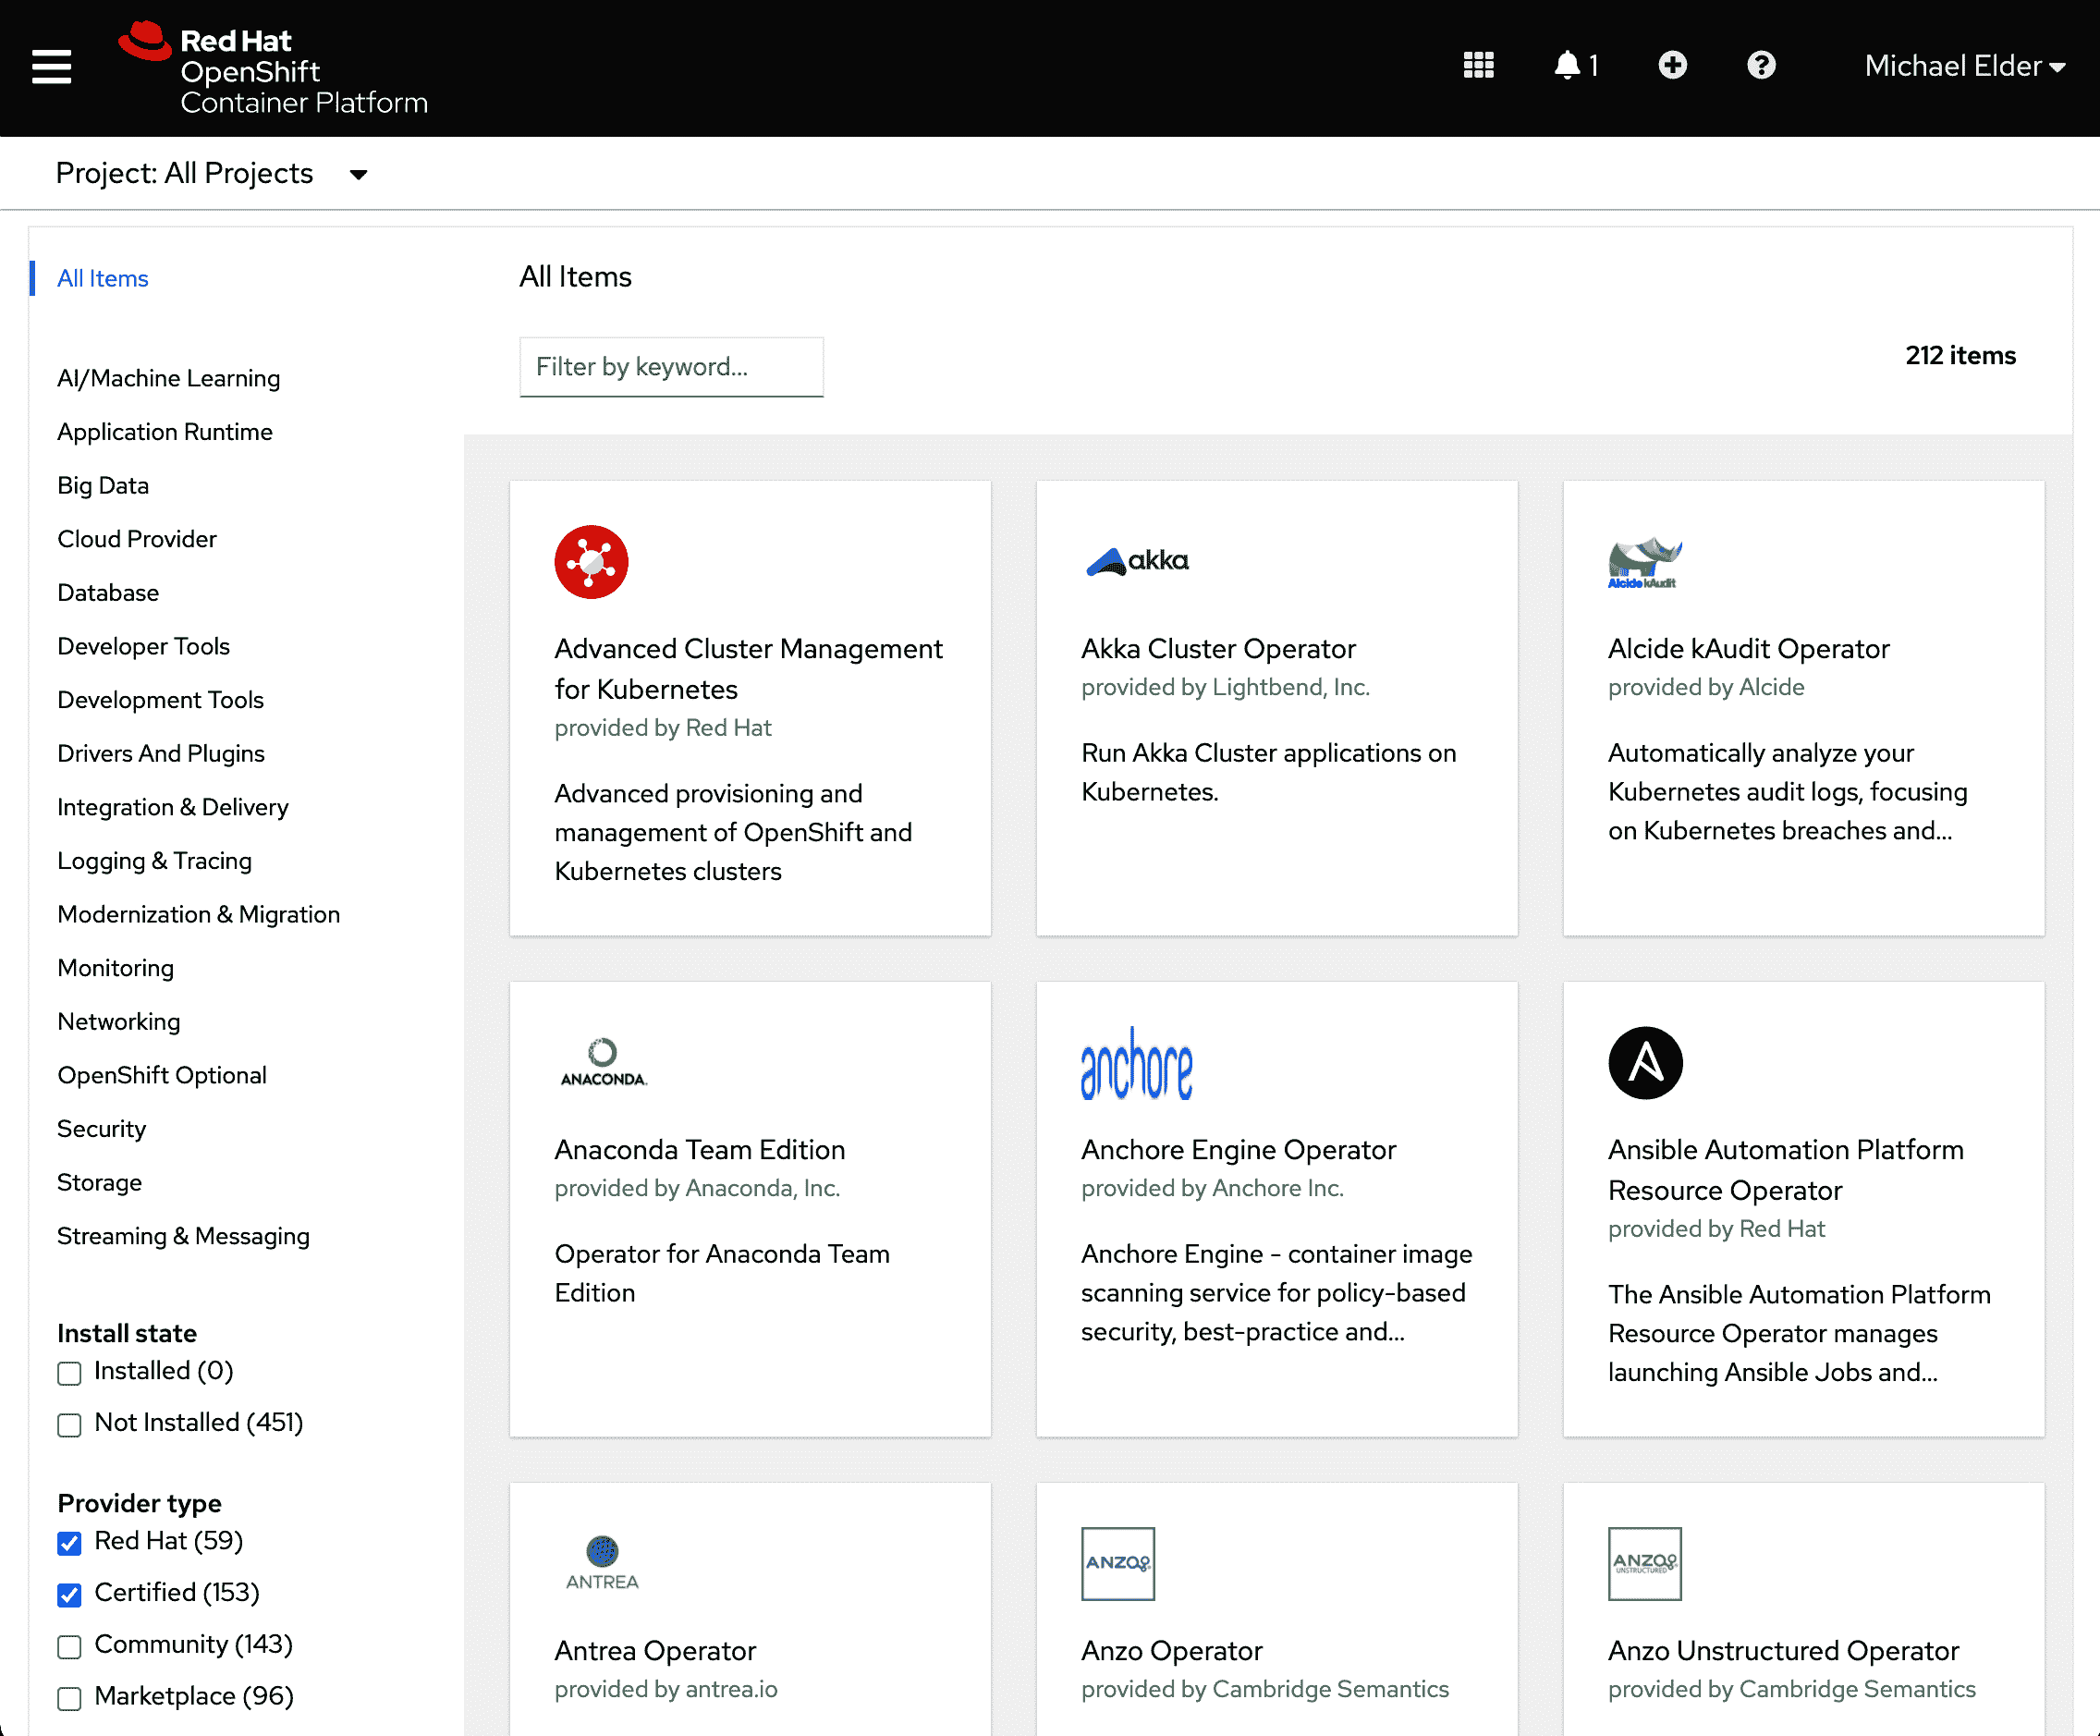 Red Hat
OpenShift
Container Platform
1
Michael Elder
Project: All Projects
All Items
AI/Machine Learning
Application Runtime
Big Data
Cloud Provider
Database
Developer Tools
Development Tools
Drivers And Plugins
Integration & Delivery
Logging & Tracing
Modernization & Migration
Monitoring
Networking
OpenShift Optional
Security
Storage
Streaming & Messaging
Install state
Installed (0)
Not Installed (451)
Provider type
Red Hat (59)
Certified (153)
Community (143)
Marketplace (96)
All Items
Filter by keyword...
212 items
Advanced Cluster Management
for Kubernetes
provided by Red Hat
Advanced provisioning and
management of OpenShift and
Kubernetes clusters
akka
Akka Cluster Operator
provided by Lightbend, Inc.
Run Akka Cluster applications on
Kubernetes.
Alcide kAudit
Alcide kAudit Operator
provided by Alcide
Automatically analyze your
Kubernetes audit logs, focusing
on Kubernetes breaches and...
ANACONDA.
Anaconda Team Edition
provided by Anaconda, Inc.
Operator for Anaconda Team
Edition
anchore
Anchore Engine Operator
provided by Anchore Inc.
Anchore Engine - container image
scanning service for policy-based
security, best-practice and...
Ansible Automation Platform
Resource Operator
provided by Red Hat
The Ansible Automation Platform
Resource Operator manages
launching Ansible Jobs and...
ANTREA
Antrea Operator
provided by antrea.io
ANZO
Anzo Operator
provided by Cambridge Semantics
ANZO
UNSTRUCTURED
Anzo Unstructured Operator
provided by Cambridge Semantics